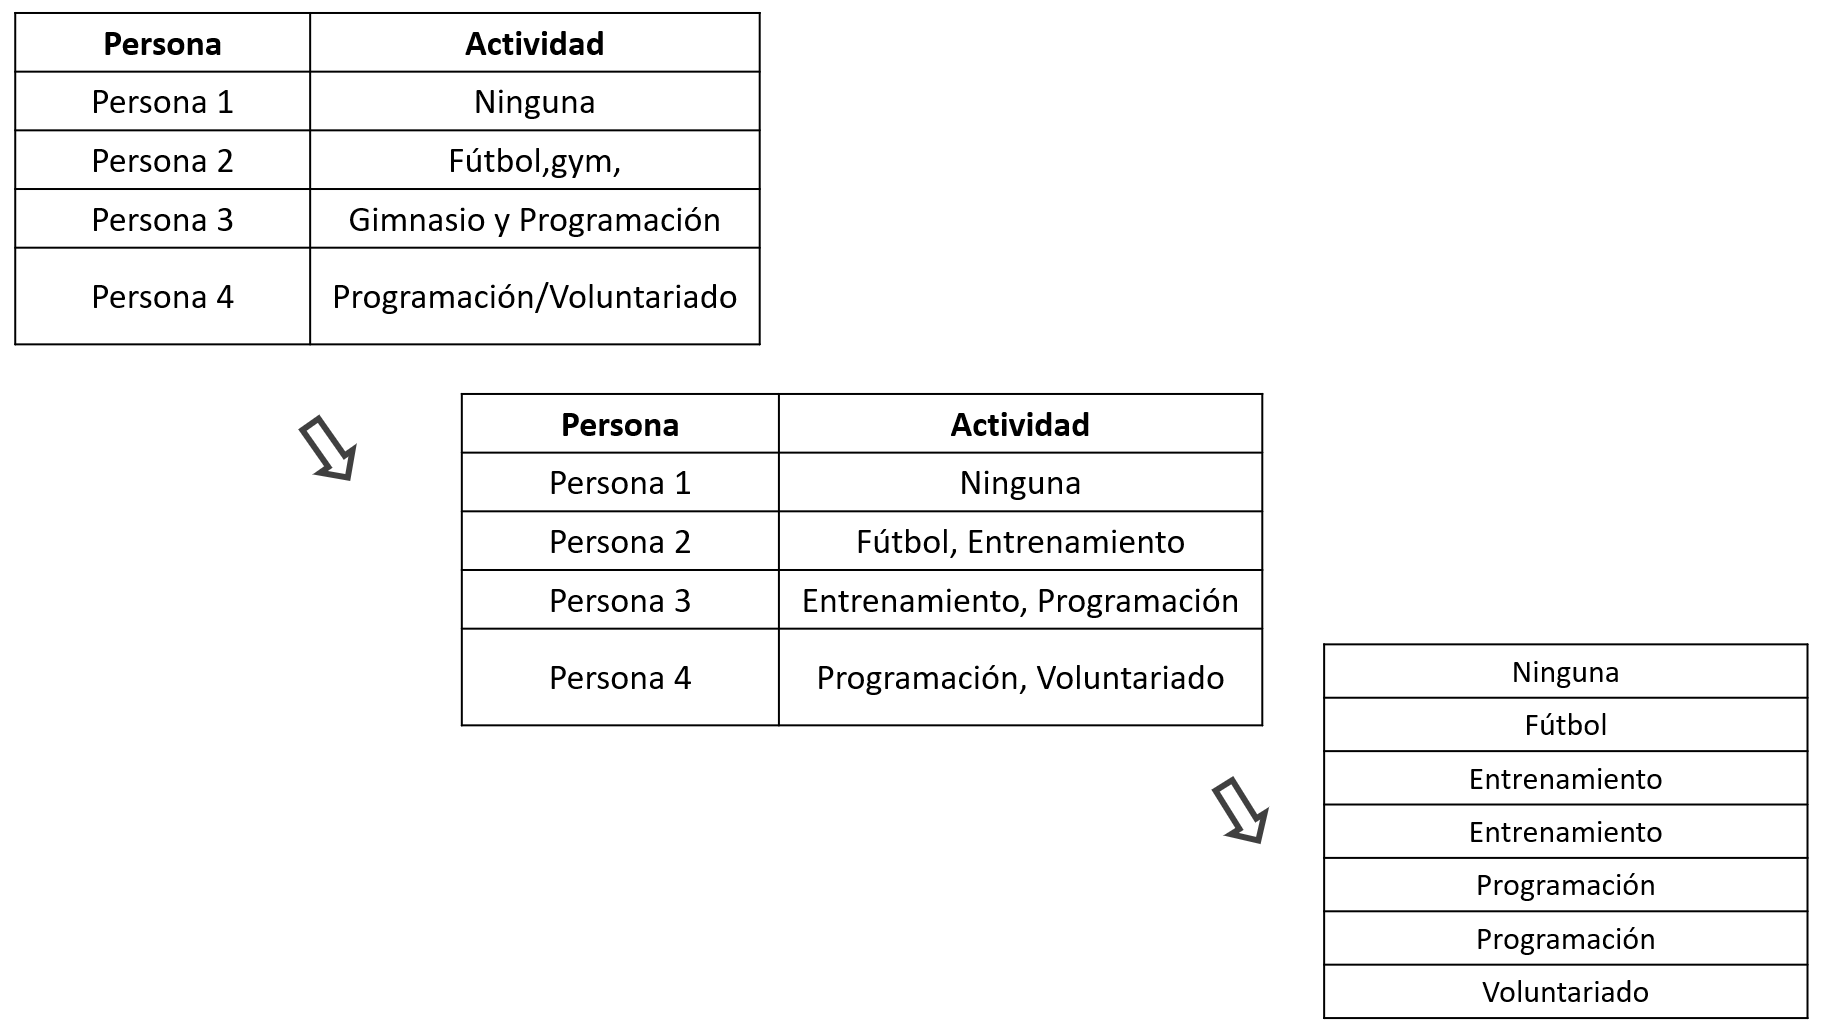 Persona Actividad
Persona 1 Ninguna
Persona 2 Fútbol,gym,
Persona 3 Gimnasio y Programación
Persona 4 Programación/Voluntariado
Persona Actividad
Persona 1 Ninguna
Persona 2 Fútbol, Entrenamiento
Persona 3 Entrenamiento, Programación
Persona 4 Programación, Voluntariado
Ninguna
Fútbol
Entrenamiento
Entrenamiento
Programación
Programación
Voluntariado